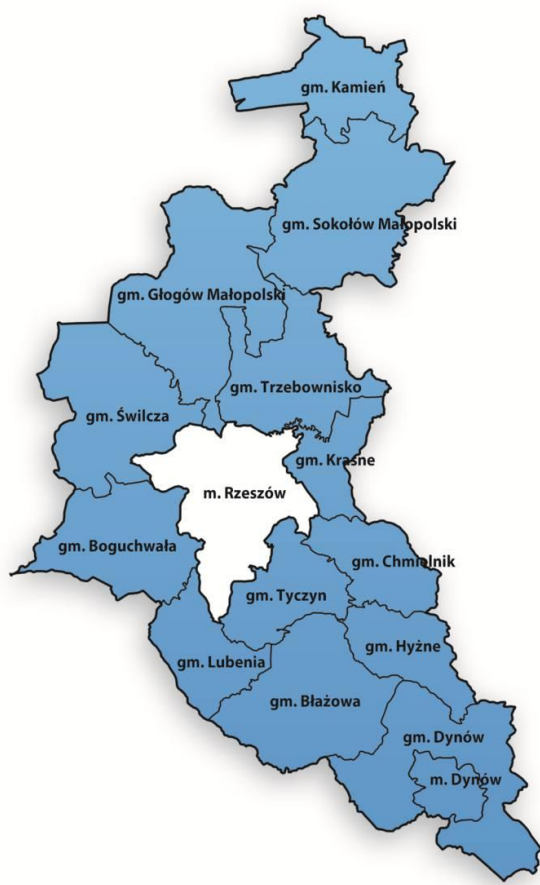 gm. Kamień
gm. Sokołów Małopolski
gm. Głogów Małopolski
gm. Trzebownisko
gm. Świlcza
gm. Krasne
m. Rzeszów
gm. Boguchwała
gm. Chmielnik
gm. Tyczyn
gm. Hyżne
gm. Lubenia
gm. Błażowa
gm. Dynów
m. Dynów